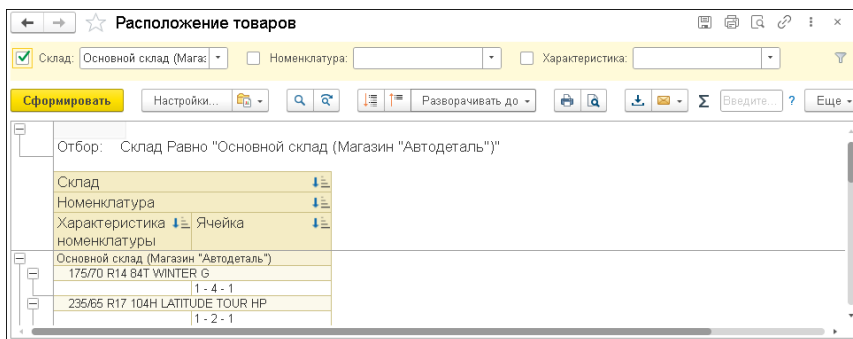 Расположение товаров
Склад: Основной склад (Мага: Номенклатура: Характеристика:
Сформировать Настройки... Разворачивать до Σ Введите... ? Еще
Отбор: Склад Равно "Основной склад (Магазин "Автодеталь")"
Склад
Номенклатура
Характеристика номенклатуры Ячейка
Основной склад (Магазин "Автодеталь")
175/70 R14 84T WINTER G
1 - 4 - 1
235/65 R17 104H LATITUDE TOUR HP
1 - 2 - 1